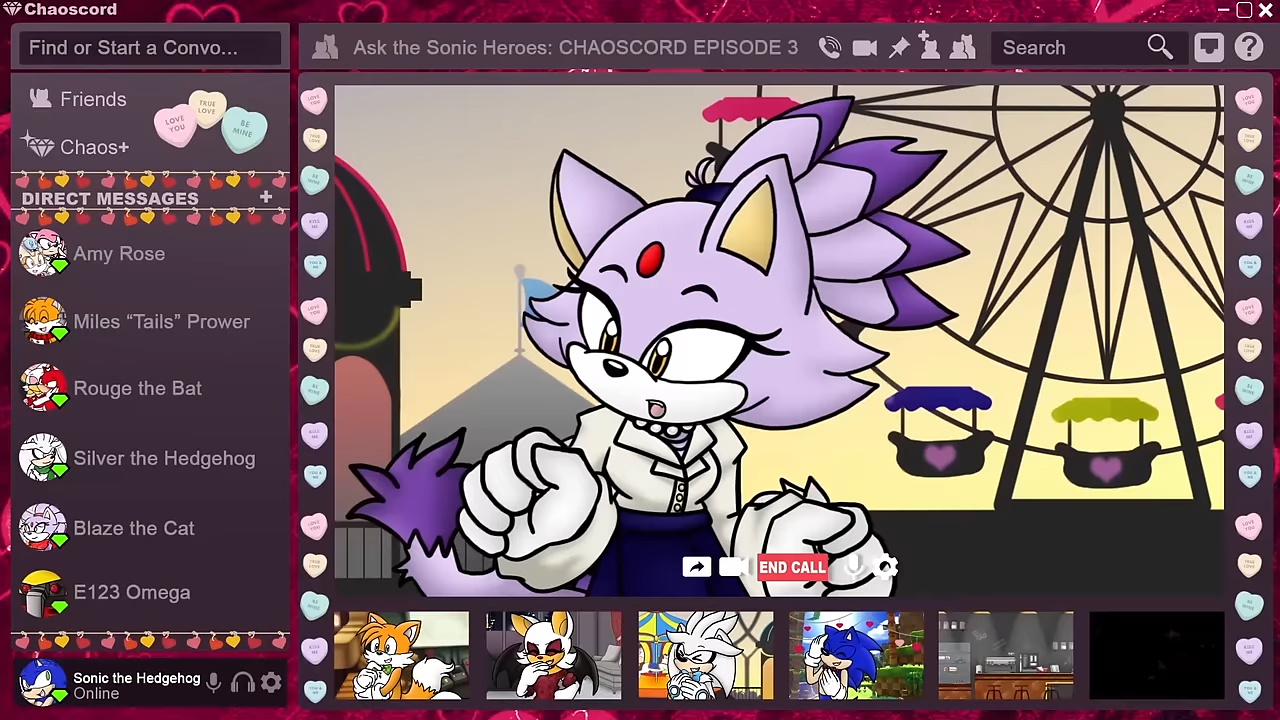 Chaoscord
Find or Start a Convo...
Ask the Sonic Heroes: CHAOSCORD EPISODE 3
Search
?
Friends
LOVE YOU
TRUE LOVE
BE MINE
Chaos+
DIRECT MESSAGES +
Amy Rose
Miles “Tails” Prower
Rouge the Bat
Silver the Hedgehog
Blaze the Cat
E123 Omega
END CALL
Sonic the Hedgehog
Online